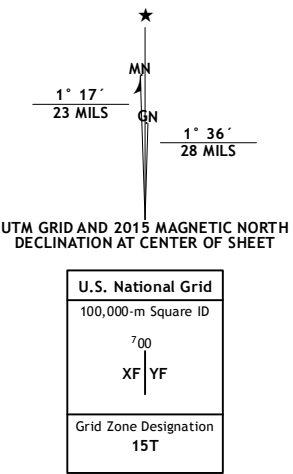 ★
MN
1° 17´
23 MILS
GN
1° 36´
28 MILS
UTM GRID AND 2015 MAGNETIC NORTH
DECLINATION AT CENTER OF SHEET
U.S. National Grid
100,000-m Square ID
⁷00
XF YF
Grid Zone Designation
15T